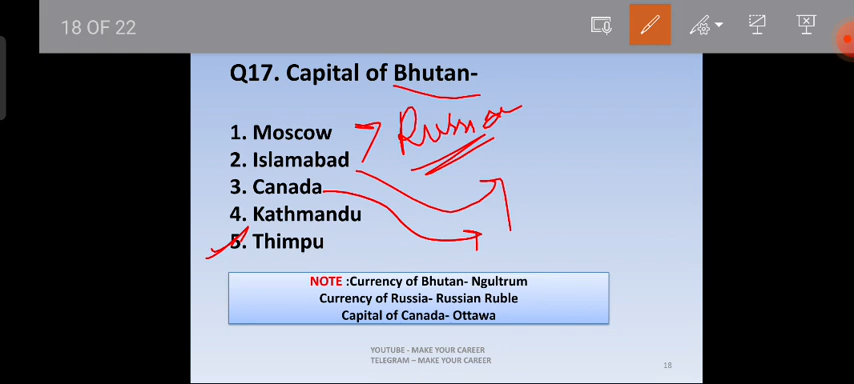 18 OF 22
Q17. Capital of Bhutan-
1. Moscow
Russia
2. Islamabad
3. Canada
4. Kathmandu
5. Thimpu
NOTE :Currency of Bhutan- Ngultrum
Currency of Russia- Russian Ruble
Capital of Canada- Ottawa
YOUTUBE - MAKE YOUR CAREER
TELEGRAM – MAKE YOUR CAREER
18